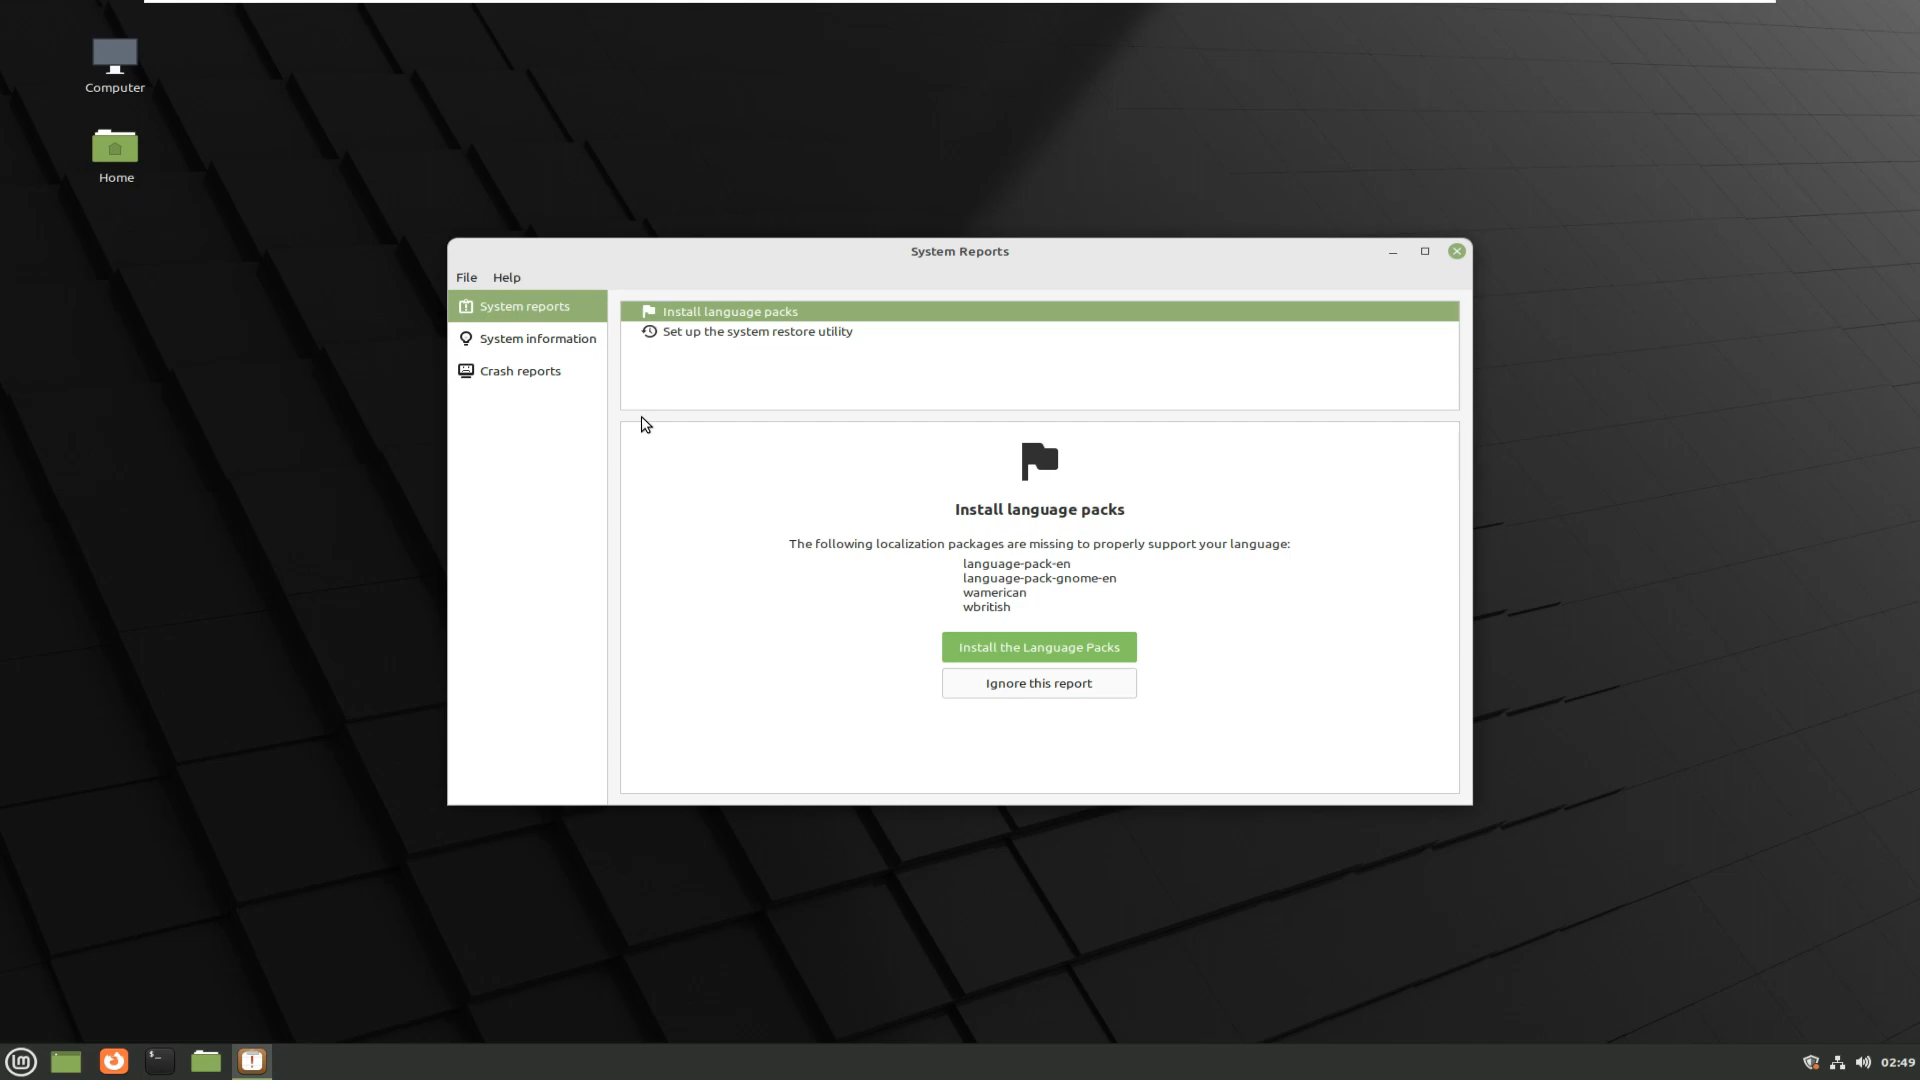 Computer
Home
System Reports
File Help
System reports
System information
Crash reports
Install language packs
Set up the system restore utility
Install language packs
The following localization packages are missing to properly support your language:
language-pack-en
language-pack-gnome-en
wamerican
wbritish
Install the Language Packs
Ignore this report
02:49